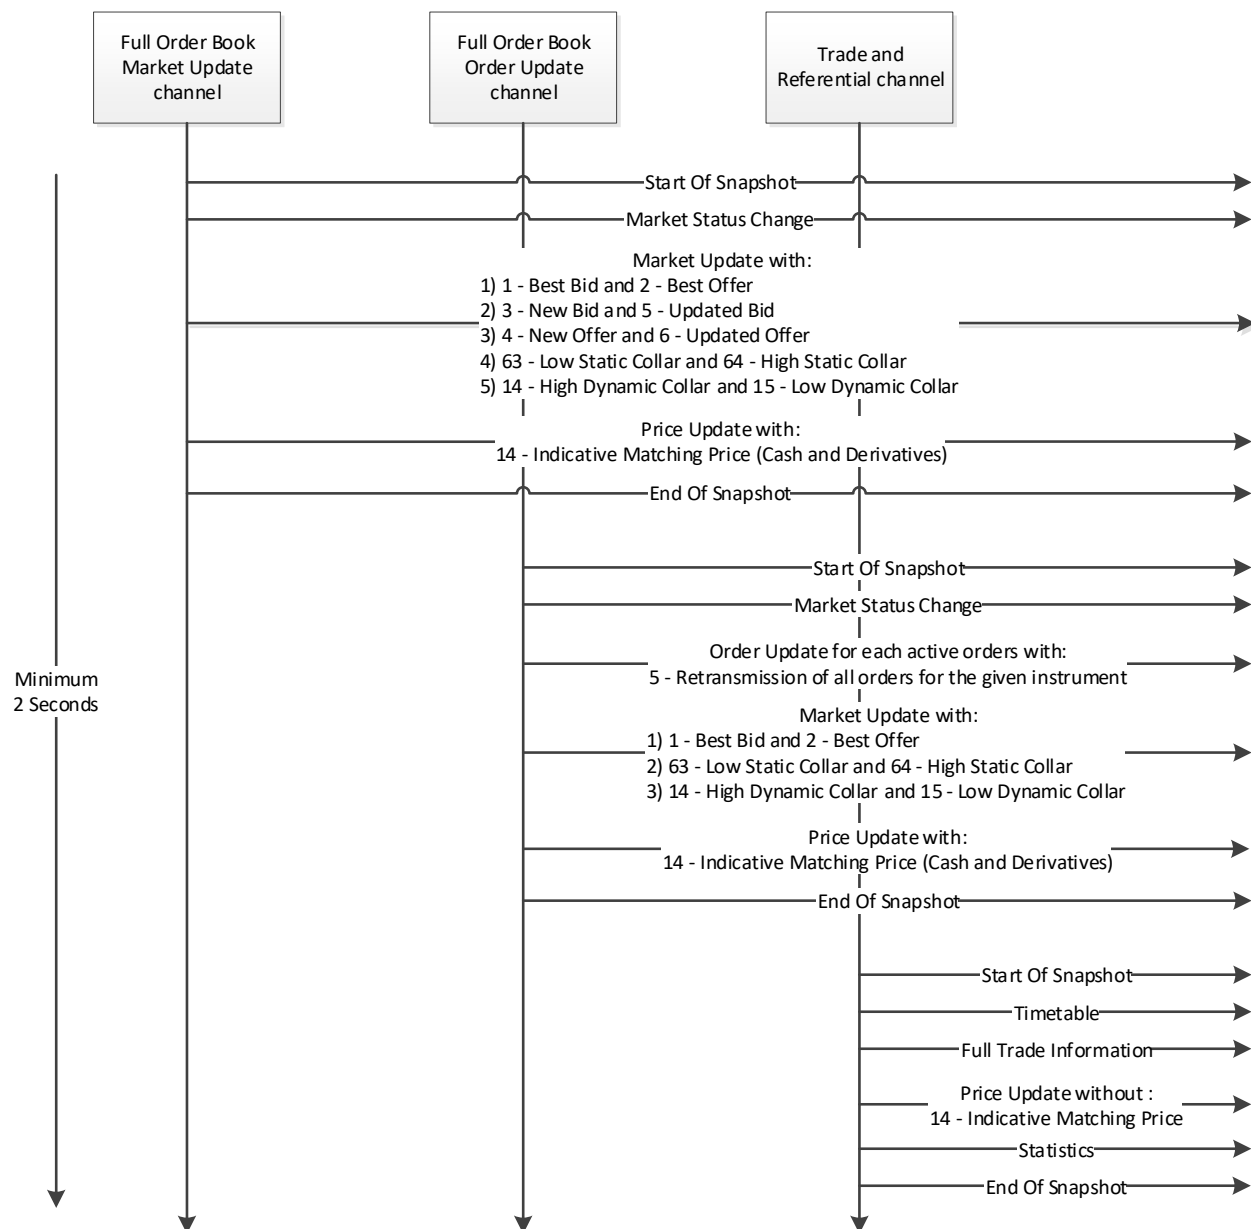 Full Order Book
Market Update
channel
Full Order Book
Order Update
channel
Trade and
Referential channel
Start Of Snapshot
Market Status Change
Market Update with:
1) 1 - Best Bid and 2 - Best Offer
2) 3 - New Bid and 5 - Updated Bid
3) 4 - New Offer and 6 - Updated Offer
4) 63 - Low Static Collar and 64 - High Static Collar
5) 14 - High Dynamic Collar and 15 - Low Dynamic Collar
Price Update with:
14 - Indicative Matching Price (Cash and Derivatives)
End Of Snapshot
Start Of Snapshot
Market Status Change
Order Update for each active orders with:
5 - Retransmission of all orders for the given instrument
Minimum
2 Seconds
Market Update with:
1) 1 - Best Bid and 2 - Best Offer
2) 63 - Low Static Collar and 64 - High Static Collar
3) 14 - High Dynamic Collar and 15 - Low Dynamic Collar
Price Update with:
14 - Indicative Matching Price (Cash and Derivatives)
End Of Snapshot
Start Of Snapshot
Timetable
Full Trade Information
Price Update without :
14 - Indicative Matching Price
Statistics
End Of Snapshot